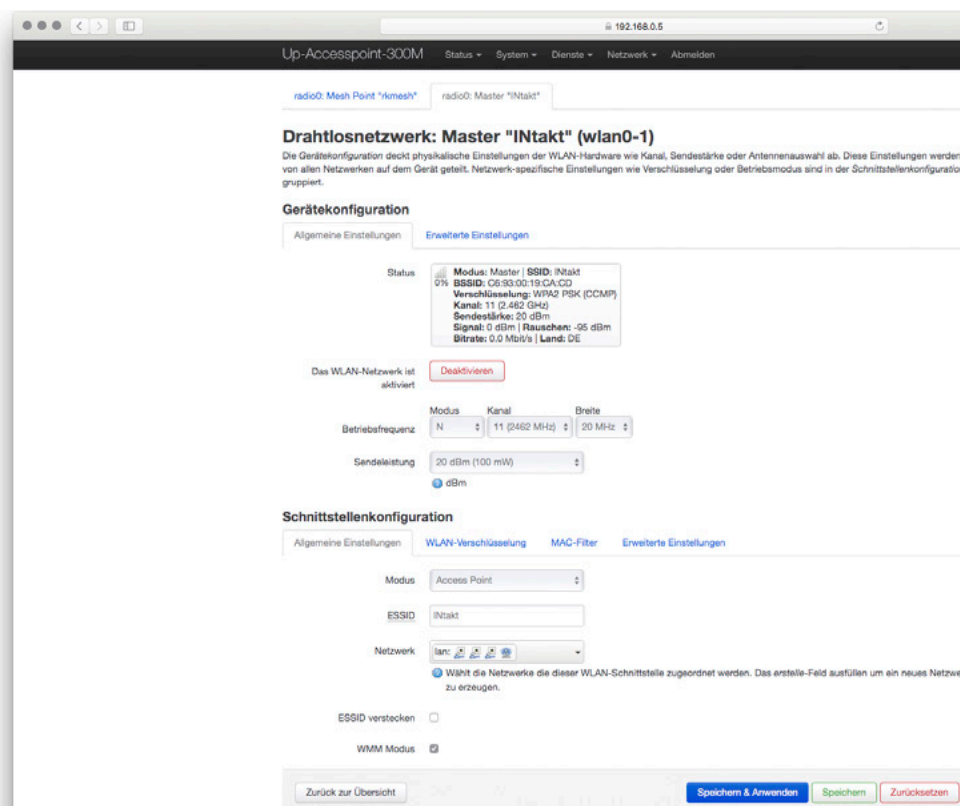 192.168.0.5
Up-Accesspoint-300M Status System Dienste Netzwerk Abmelden
radio0: Mesh Point "rkmesh" radio0: Master "INtakt"
Drahtlosnetzwerk: Master "INtakt" (wlan0-1)
Die Gerätekonfiguration deckt physikalische Einstellungen der WLAN-Hardware wie Kanal, Sendestärke oder Antennenauswahl ab. Diese Einstellungen werden
von allen Netzwerken auf dem Gerät geteilt. Netzwerk-spezifische Einstellungen wie Verschlüsselung oder Betriebsmodus sind in der Schnittstellenkonfiguration
gruppiert.
Gerätekonfiguration
Allgemeine Einstellungen Erweiterte Einstellungen
Status
Modus: Master | SSID: INtakt
0% BSSID: C6:93:00:19:CA:CD
Verschlüsselung: WPA2 PSK (CCMP)
Kanal: 11 (2.462 GHz)
Sendestärke: 20 dBm
Signal: 0 dBm | Rauschen: -95 dBm
Bitrate: 0.0 Mbit/s | Land: DE
Das WLAN-Netzwerk ist
aktiviert
Deaktivieren
Modus Kanal Breite
Betriebsfrequenz N 11 (2462 MHz) 20 MHz
Sendeleistung 20 dBm (100 mW)
dBm
Schnittstellenkonfiguration
Allgemeine Einstellungen WLAN-Verschlüsselung MAC-Filter Erweiterte Einstellungen
Modus Access Point
ESSID INtakt
Netzwerk lan:
Wählt die Netzwerke die dieser WLAN-Schnittstelle zugeordnet werden. Das erstelle-Feld ausfüllen um ein neues Netzwe
zu erzeugen.
ESSID verstecken
WMM Modus
Zurück zur Übersicht Speichern & Anwenden Speichern Zurücksetzen